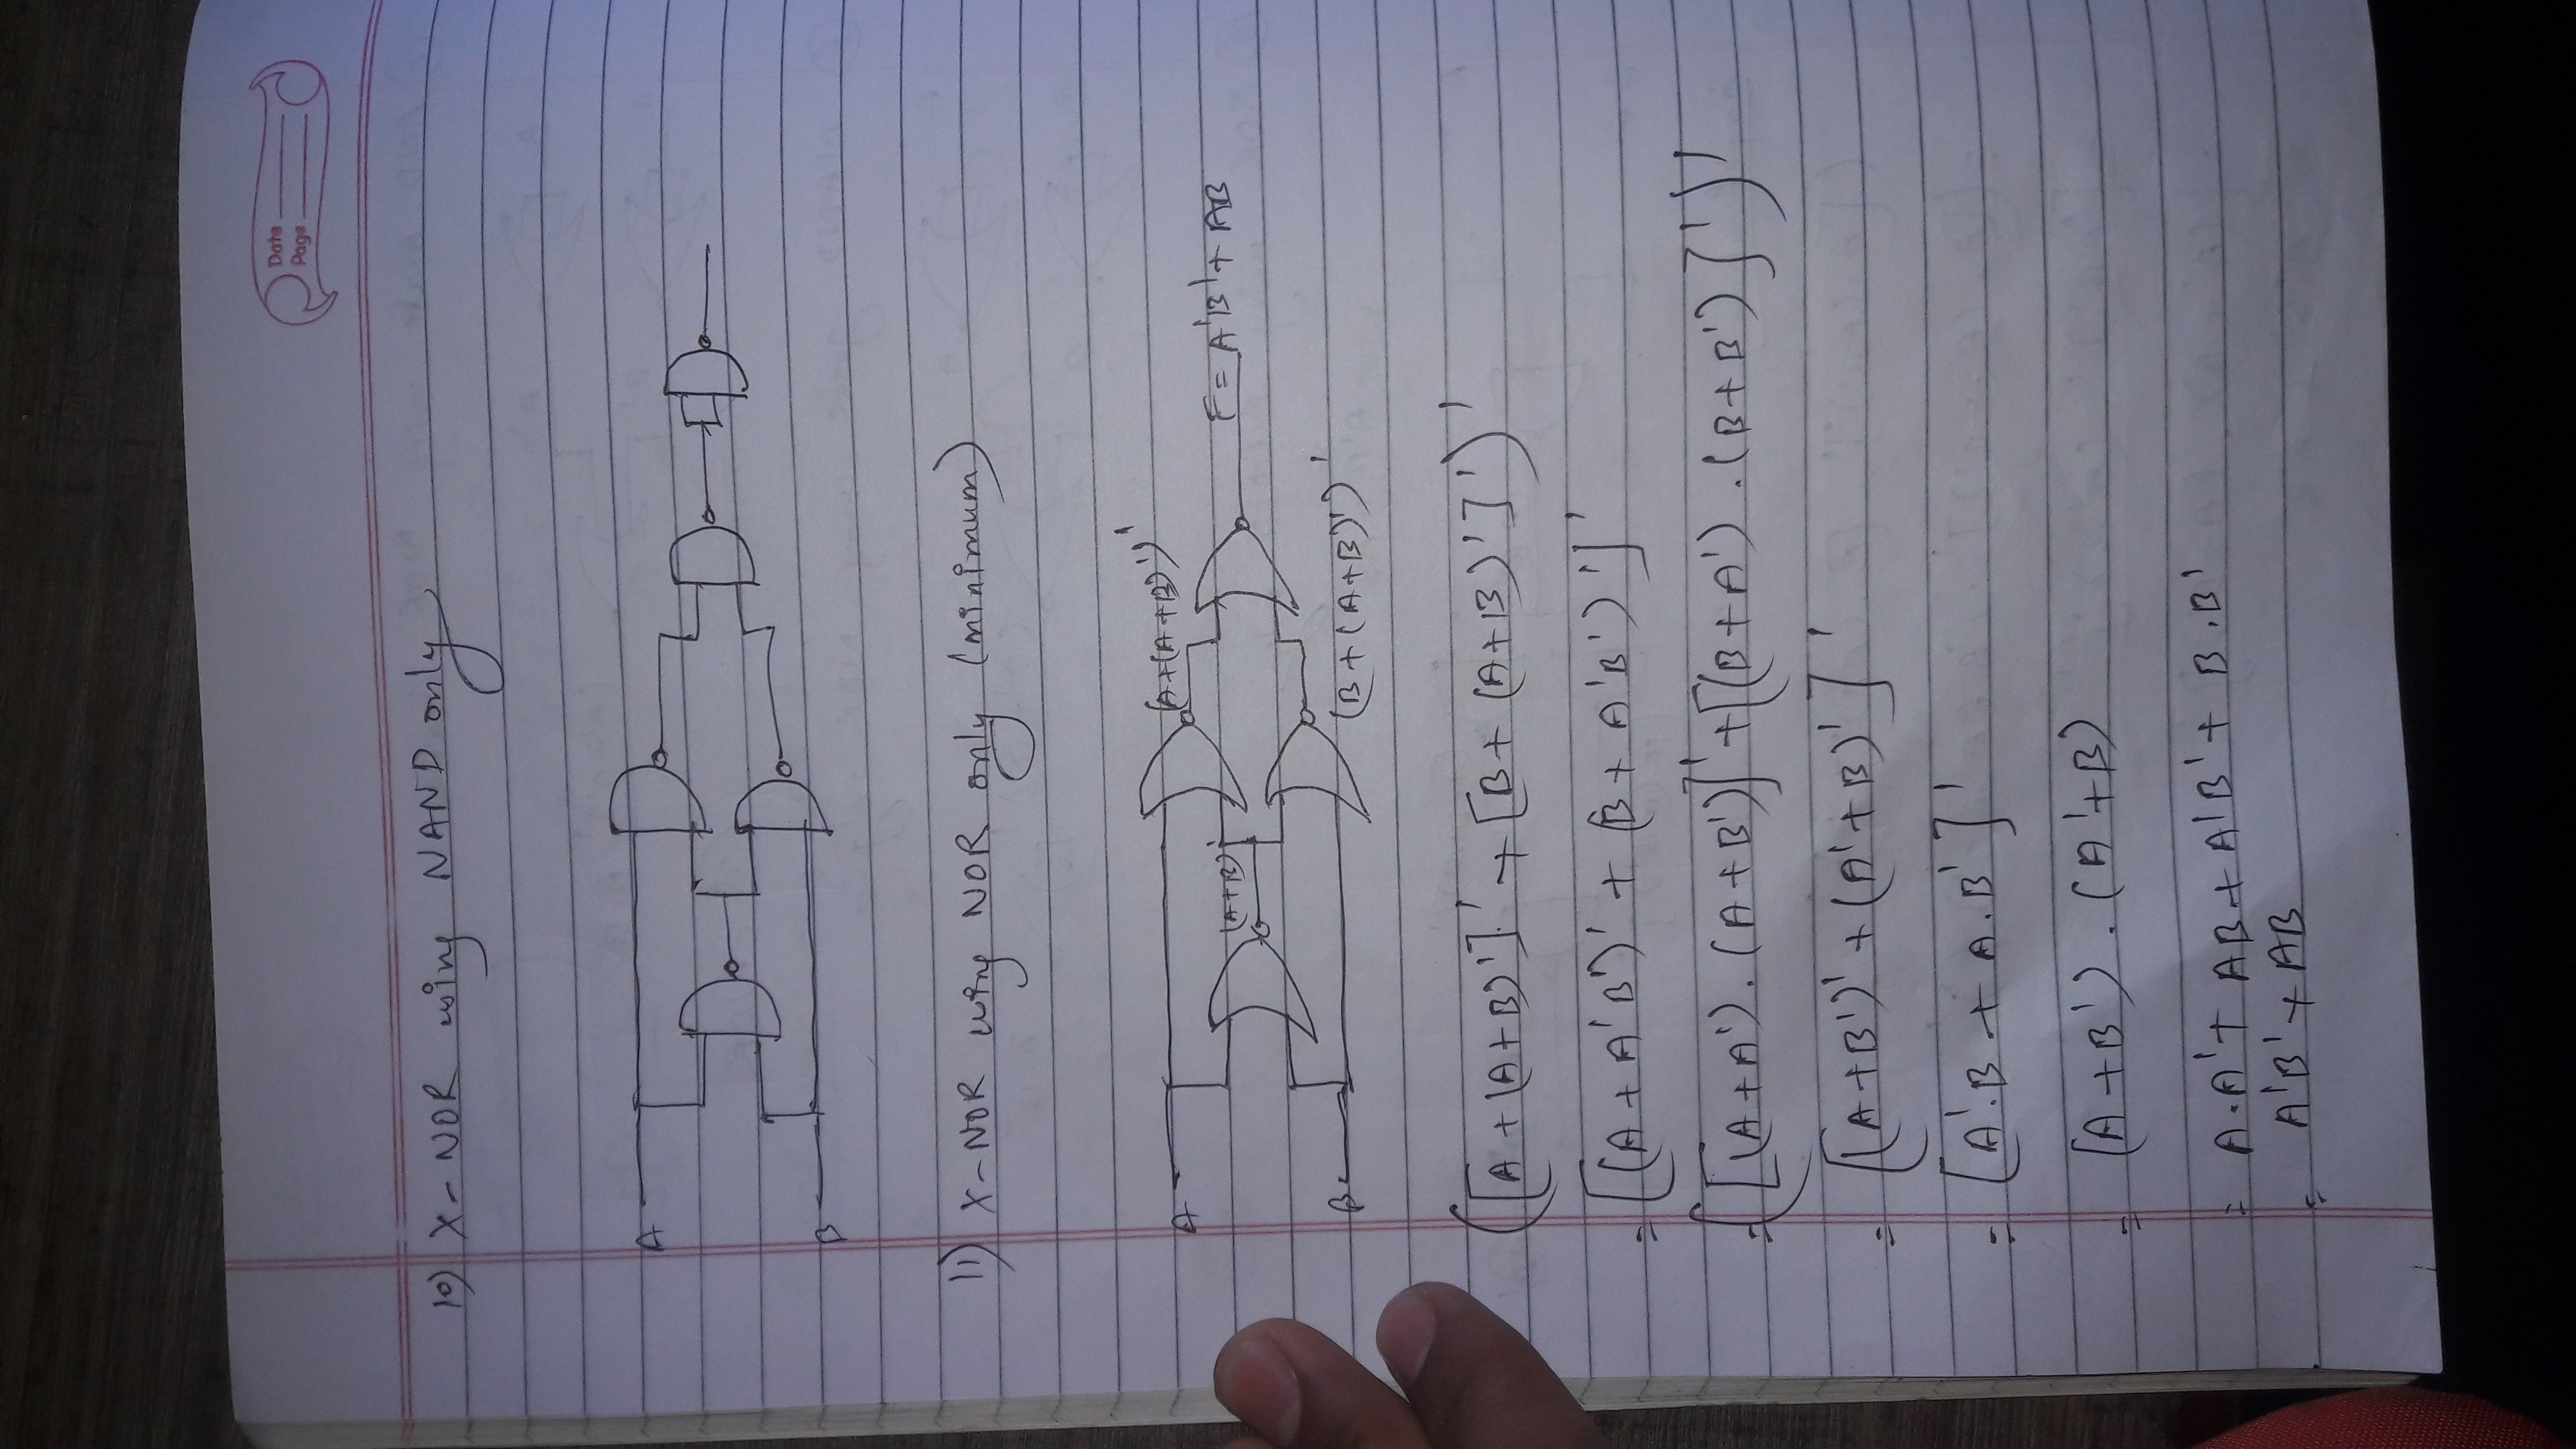 Date
Page
10) X-NOR using NAND only
A
B
11) X-NOR using NOR only (minimum)
A
(A+B)'
(A+(A+B)')'
F= A'B'+ AB
B
(B+(A+B)')'
([A+(A+B)']' + [B+ (A+B)']')'
= [(A+A'B')' + (B+ A'B')']'
= ([(A+A').(A+B')]'+[(B+A').(B+B')]')'
= [(A+B')'+(A'+B)']'
= [A'.B + A.B']'
= (A+B').(A'+B)
= A.A'+ AB+A'B'+ B.B'
= A'B'+ AB